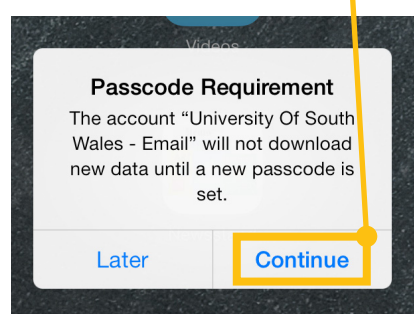 Videos
Passcode Requirement
The account “University Of South
Wales - Email” will not download
new data until a new passcode is
set.
Later
Continue